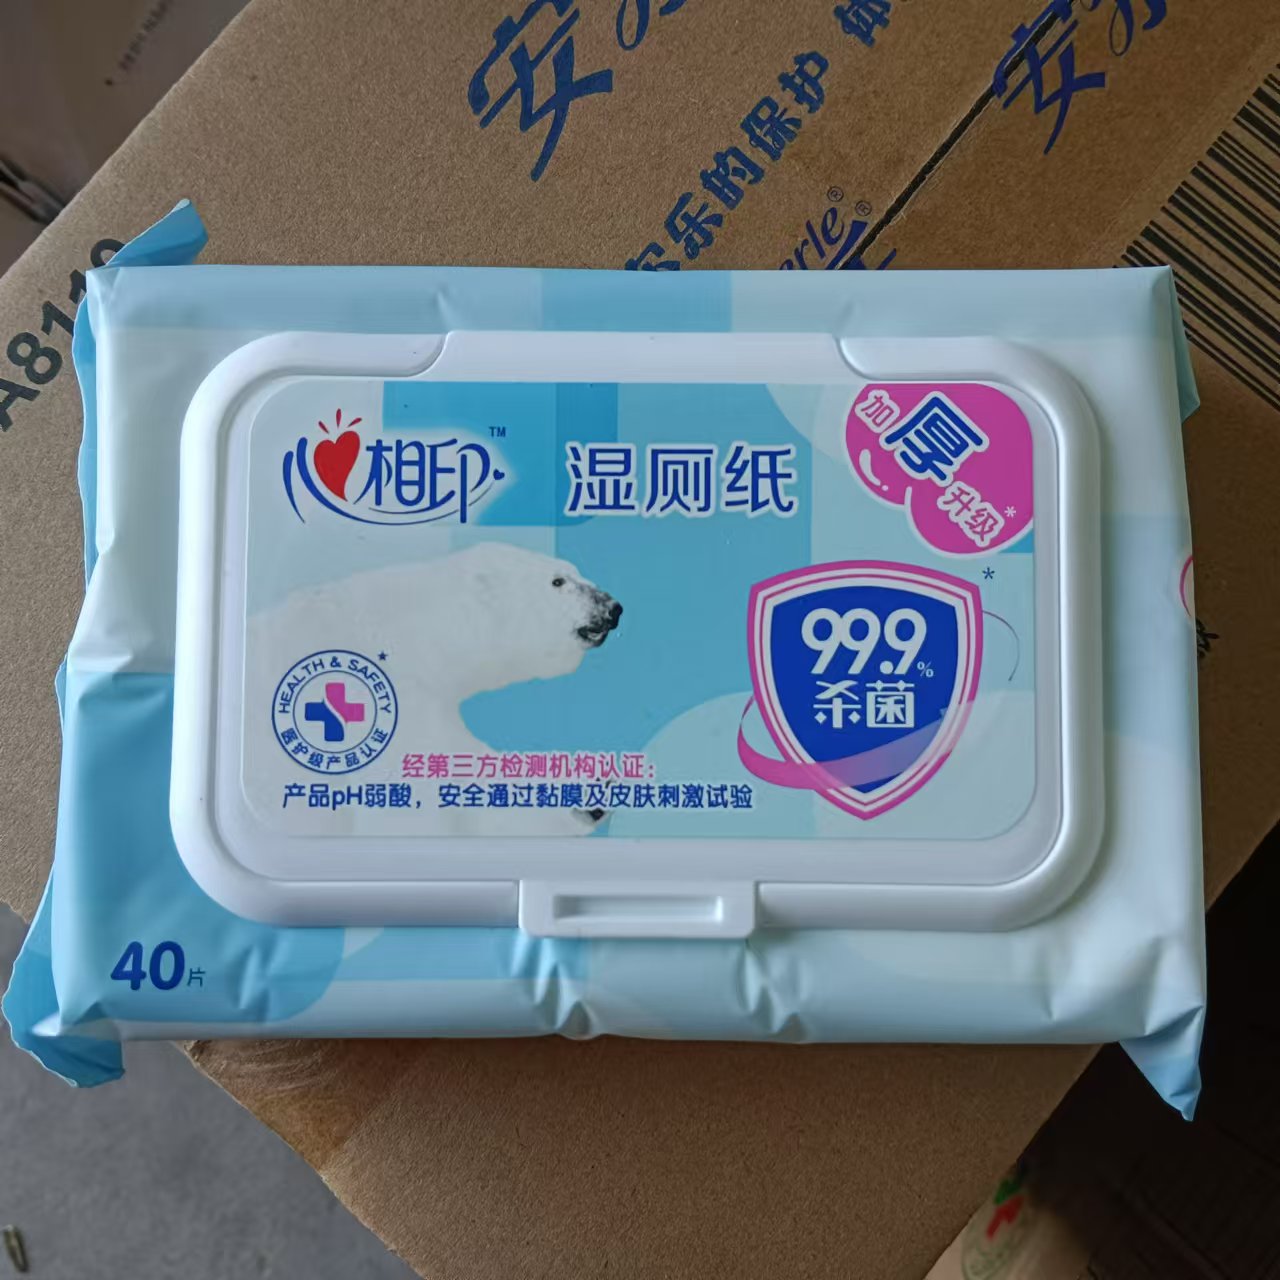 安
尔乐的保护
安
A8110
erle®
®
心相印™
湿厕纸
加厚升级*
99.9%
杀菌
*
HEALTH & SAFETY
医护级产品认证
经第三方检测机构认证：
产品pH弱酸，安全通过黏膜及皮肤刺激试验
40片